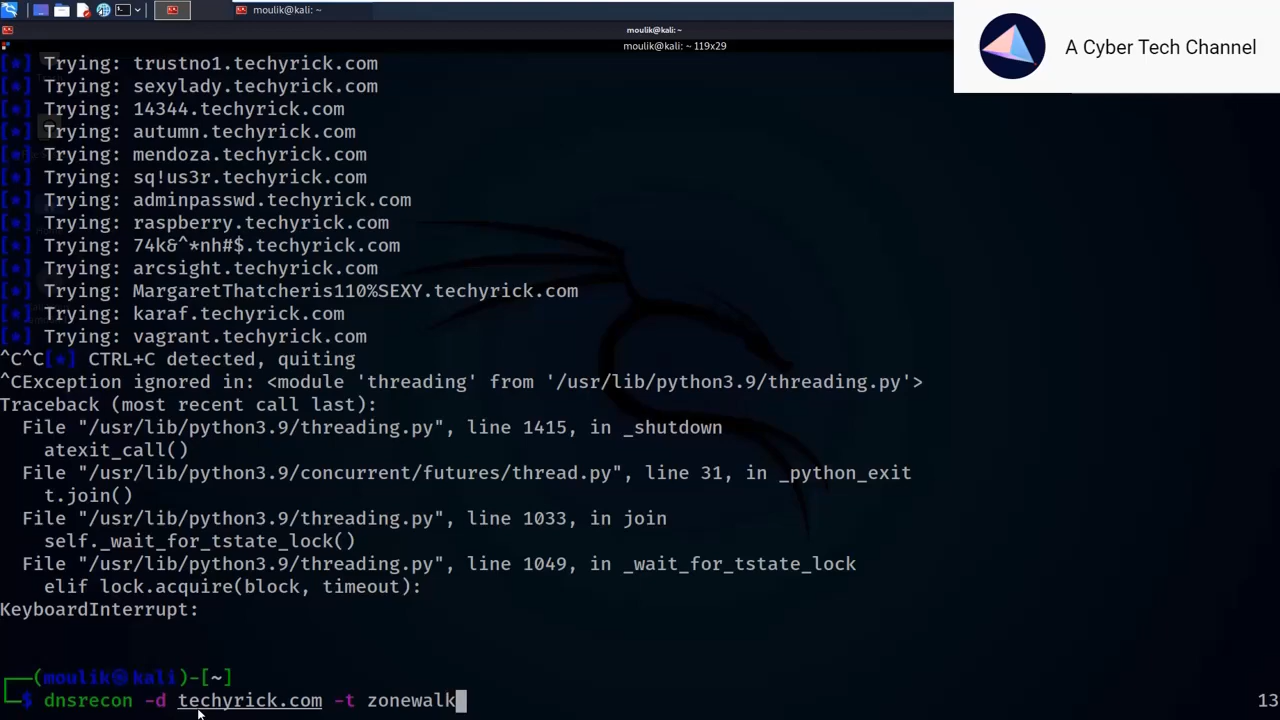 moulik@kali: ~
moulik@kali: ~
moulik@kali: ~ 119x29
A Cyber Tech Channel
[*] Trying: trustno1.techyrick.com
[*] Trying: sexylady.techyrick.com
[*] Trying: 14344.techyrick.com
[*] Trying: autumn.techyrick.com
[*] Trying: mendoza.techyrick.com
[*] Trying: sq!us3r.techyrick.com
[*] Trying: adminpasswd.techyrick.com
[*] Trying: raspberry.techyrick.com
[*] Trying: 74k&^*nh#$.techyrick.com
[*] Trying: arcsight.techyrick.com
[*] Trying: MargaretThatcheris110%SEXY.techyrick.com
[*] Trying: karaf.techyrick.com
[*] Trying: vagrant.techyrick.com
^C^C[*] CTRL+C detected, quiting
^CException ignored in: <module 'threading' from '/usr/lib/python3.9/threading.py'>
Traceback (most recent call last):
  File "/usr/lib/python3.9/threading.py", line 1415, in _shutdown
    atexit_call()
  File "/usr/lib/python3.9/concurrent/futures/thread.py", line 31, in _python_exit
    t.join()
  File "/usr/lib/python3.9/threading.py", line 1033, in join
    self._wait_for_tstate_lock()
  File "/usr/lib/python3.9/threading.py", line 1049, in _wait_for_tstate_lock
    elif lock.acquire(block, timeout):
KeyboardInterrupt:
┌──(moulik㉿kali)-[~]
└─$ dnsrecon -d techyrick.com -t zonewalk
13